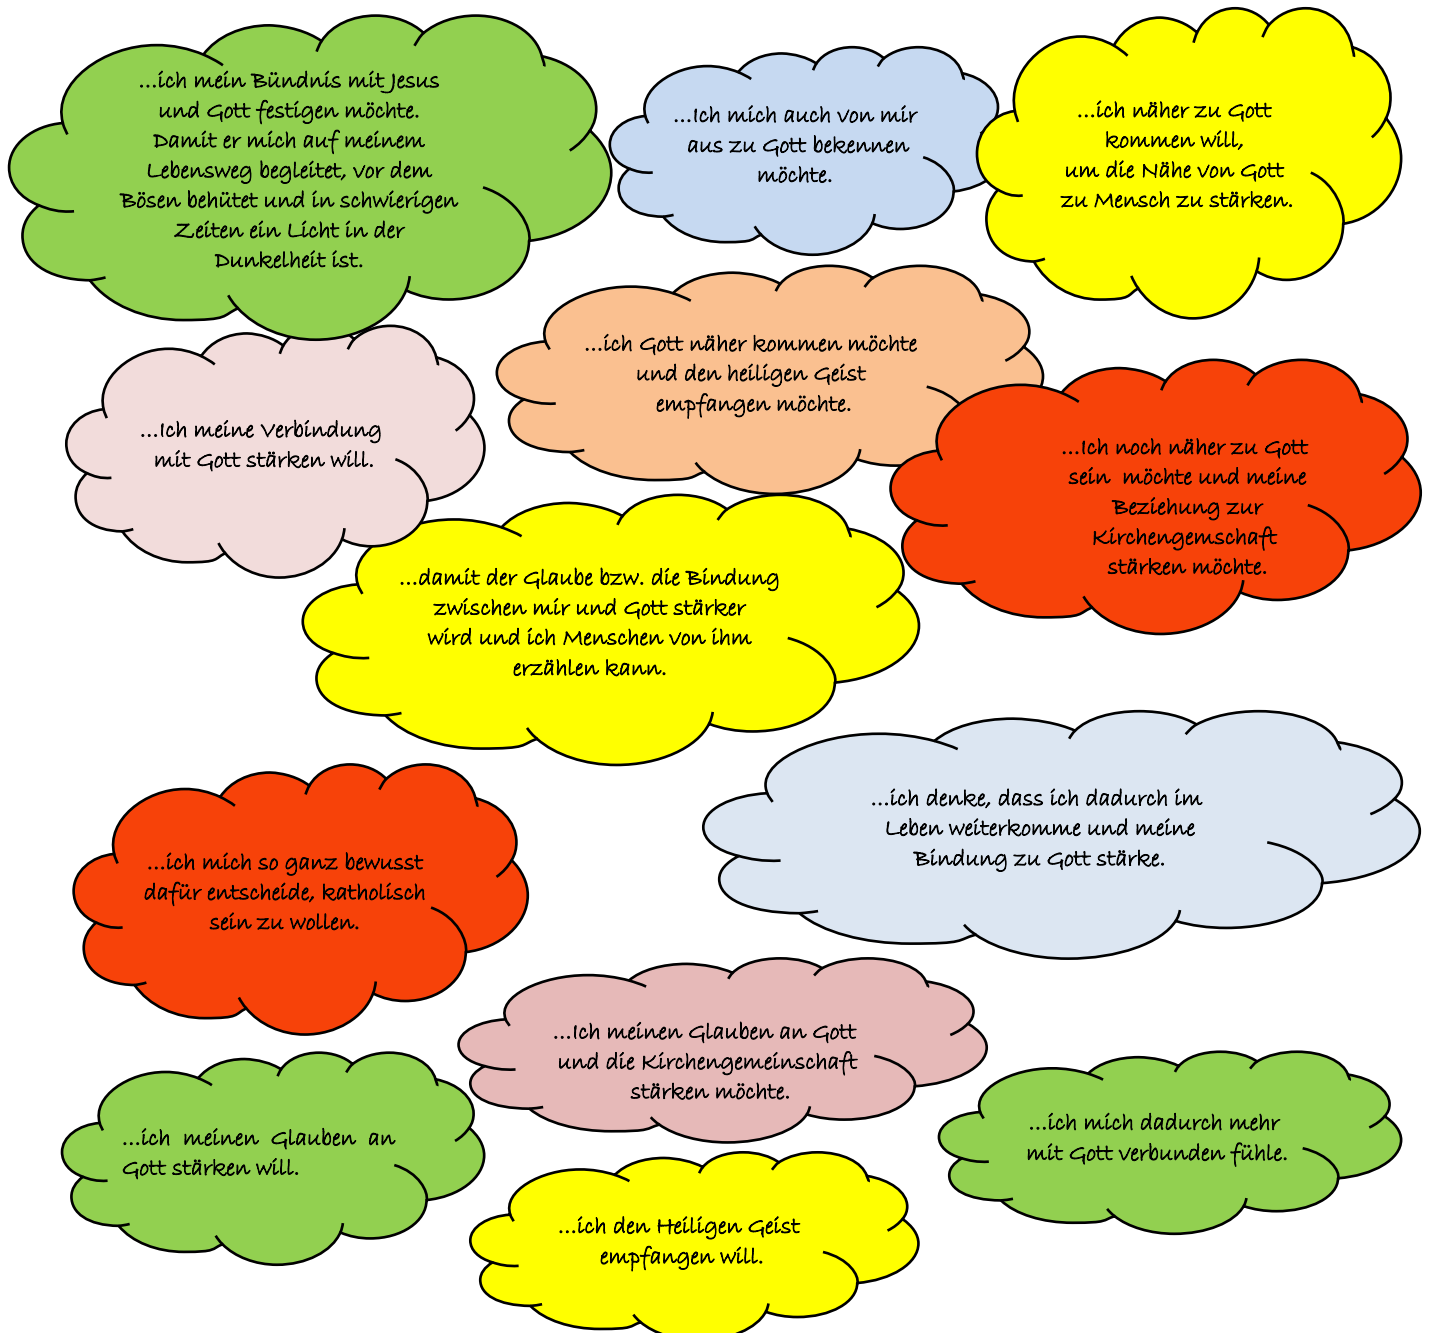 ...ich mein Bündnis mit Jesus
und Gott festigen möchte.
Damit er mich auf meinem
Lebensweg begleitet, vor dem
Bösen behütet und in schwierigen
Zeiten ein Licht in der
Dunkelheit ist.
...Ich mich auch von mir
aus zu Gott bekennen
möchte.
...ich näher zu Gott
kommen will,
um die Nähe von Gott
zu Mensch zu stärken.
...ich Gott näher kommen möchte
und den heiligen Geist
empfangen möchte.
...Ich meine Verbindung
mit Gott stärken will.
...Ich noch näher zu Gott
sein möchte und meine
Beziehung zur
Kirchengemschaft
stärken möchte.
...damit der Glaube bzw. die Bindung
zwischen mir und Gott stärker
wird und ich Menschen von ihm
erzählen kann.
...ich denke, dass ich dadurch im
Leben weiterkomme und meine
Bindung zu Gott stärke.
...ich mich so ganz bewusst
dafür entscheide, katholisch
sein zu wollen.
...Ich meinen Glauben an Gott
und die Kirchengemeinschaft
stärken möchte.
...ich meinen Glauben an
Gott stärken will.
...ich mich dadurch mehr
mit Gott verbunden fühle.
...ich den Heiligen Geist
empfangen will.